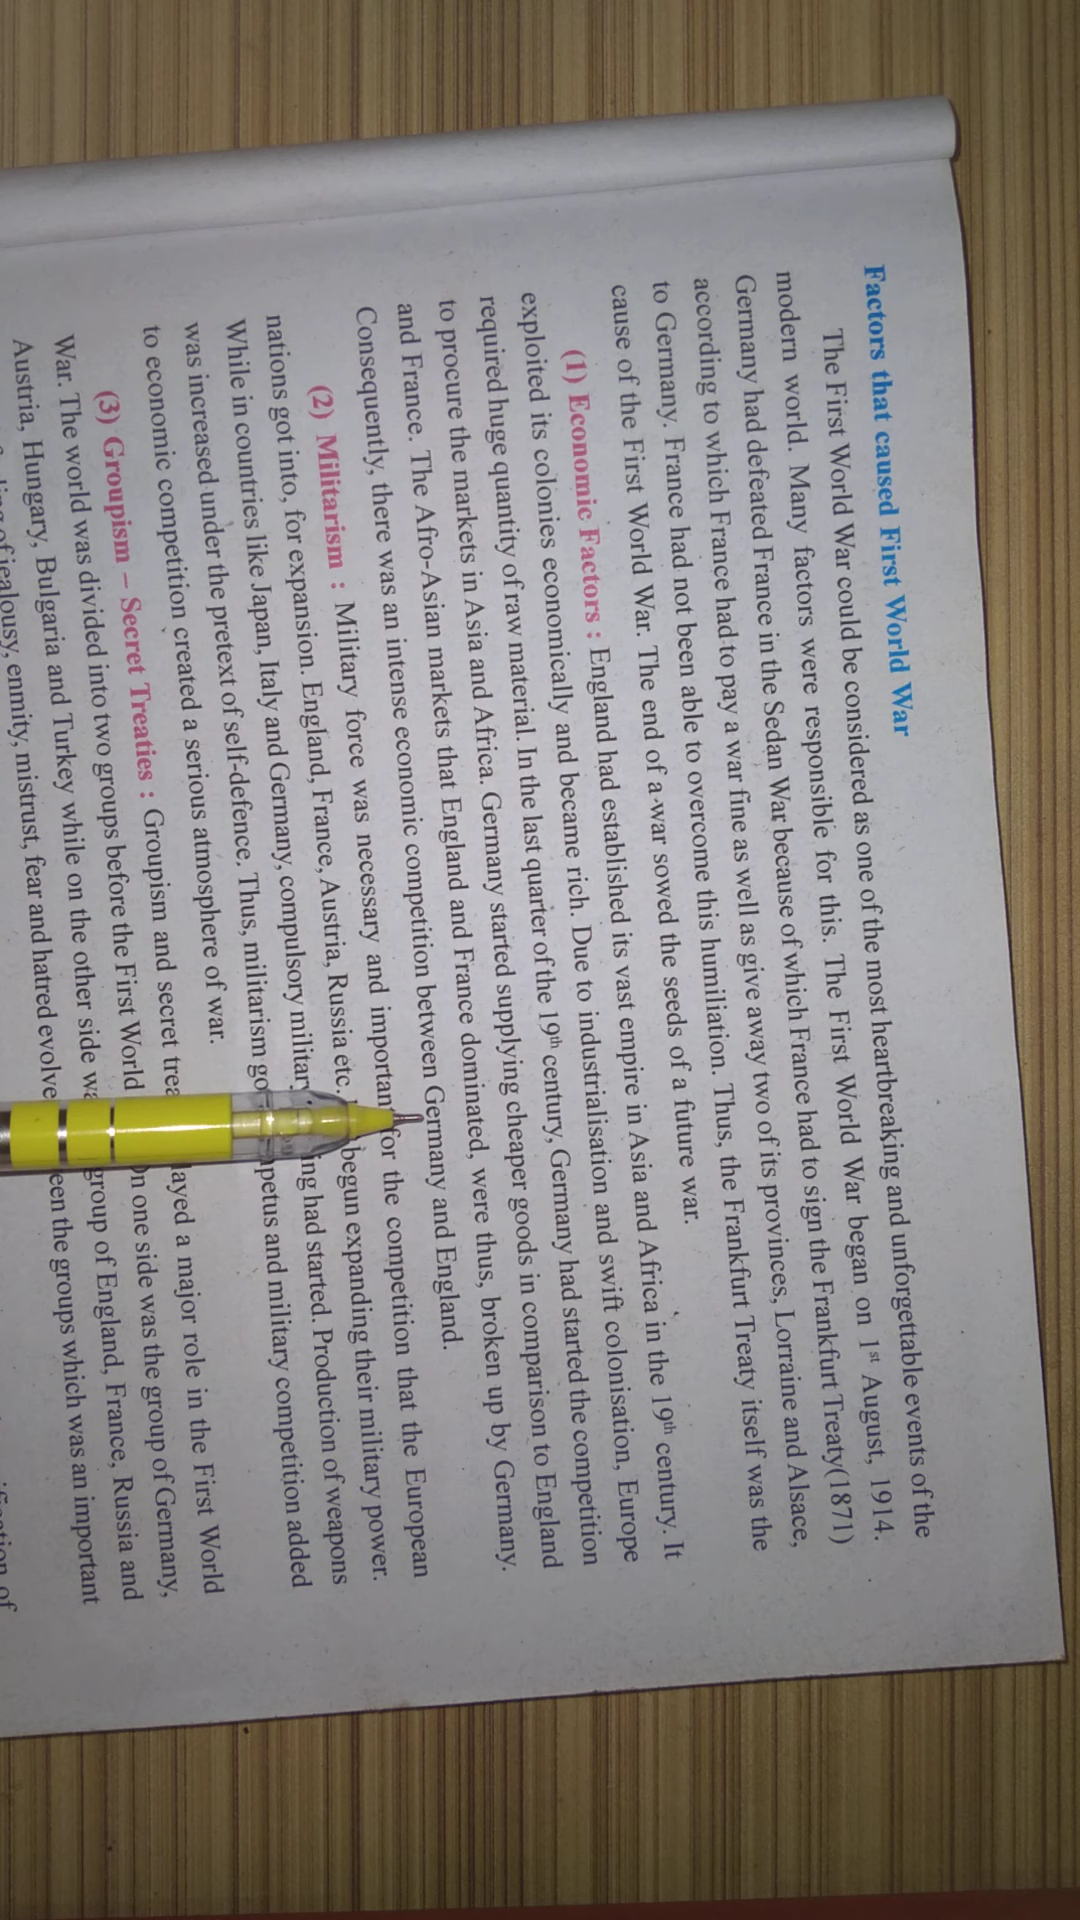 Factors that caused First World War
The First World War could be considered as one of the most heartbreaking and unforgettable events of the
modern world. Many factors were responsible for this. The First World War began on 1st August, 1914.
Germany had defeated France in the Sedan War because of which France had to sign the Frankfurt Treaty(1871)
according to which France had to pay a war fine as well as give away two of its provinces, Lorraine and Alsace,
to Germany. France had not been able to overcome this humiliation. Thus, the Frankfurt Treaty itself was the
cause of the First World War. The end of a war sowed the seeds of a future war.
(1) Economic Factors : England had established its vast empire in Asia and Africa in the 19th century. It
exploited its colonies economically and became rich. Due to industrialisation and swift colonisation, Europe
required huge quantity of raw material. In the last quarter of the 19th century, Germany had started the competition
to procure the markets in Asia and Africa. Germany started supplying cheaper goods in comparison to England
and France. The Afro-Asian markets that England and France dominated, were thus, broken up by Germany.
Consequently, there was an intense economic competition between Germany and England.
(2) Militarism : Military force was necessary and important for the competition that the European
nations got into, for expansion. England, France, Austria, Russia etc. begun expanding their military power.
While in countries like Japan, Italy and Germany, compulsory military had started. Production of weapons
was increased under the pretext of self-defence. Thus, militarism and military competition added
to economic competition created a serious atmosphere of war.
(3) Groupism – Secret Treaties : Groupism and secret a major role in the First World
War. The world was divided into two groups before the First World On one side was the group of Germany,
Austria, Hungary, Bulgaria and Turkey while on the other side group of England, France, Russia and
of jealousy, enmity, mistrust, fear and hatred the groups which was an important
of